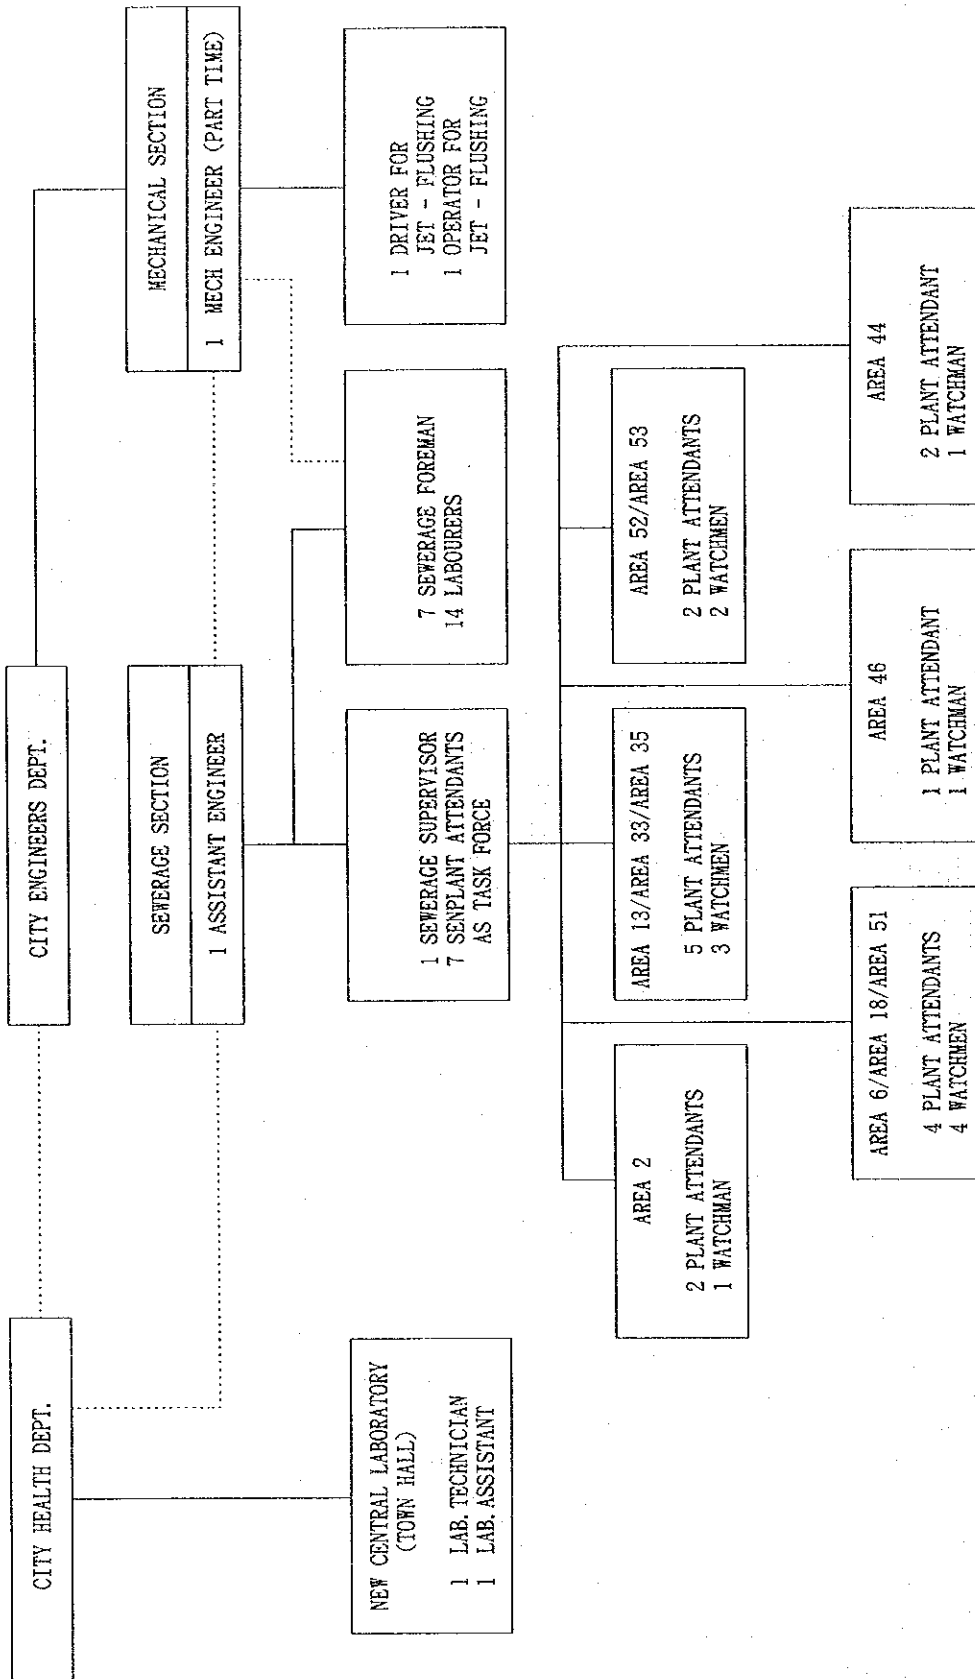 CITY HEALTH DEPT.
CITY ENGINEERS DEPT.
SEWERAGE SECTION
1 ASSISTANT ENGINEER
MECHANICAL SECTION
1 MECH ENGINEER (PART TIME)
NEW CENTRAL LABORATORY
(TOWN HALL)
1 LAB. TECHNICIAN
1 LAB. ASSISTANT
1 SEWERAGE SUPERVISOR
7 SENPLANT ATTENDANTS
AS TASK FORCE
7 SEWERAGE FOREMAN
14 LABOURERS
1 DRIVER FOR
JET - FLUSHING
1 OPERATOR FOR
JET - FLUSHING
AREA 2
2 PLANT ATTENDANTS
1 WATCHMAN
AREA 13/AREA 33/AREA 35
5 PLANT ATTENDANTS
3 WATCHMEN
AREA 52/AREA 53
2 PLANT ATTENDANTS
2 WATCHMEN
AREA 6/AREA 18/AREA 51
4 PLANT ATTENDANTS
4 WATCHMEN
AREA 46
1 PLANT ATTENDANT
1 WATCHMAN
AREA 44
2 PLANT ATTENDANT
1 WATCHMAN